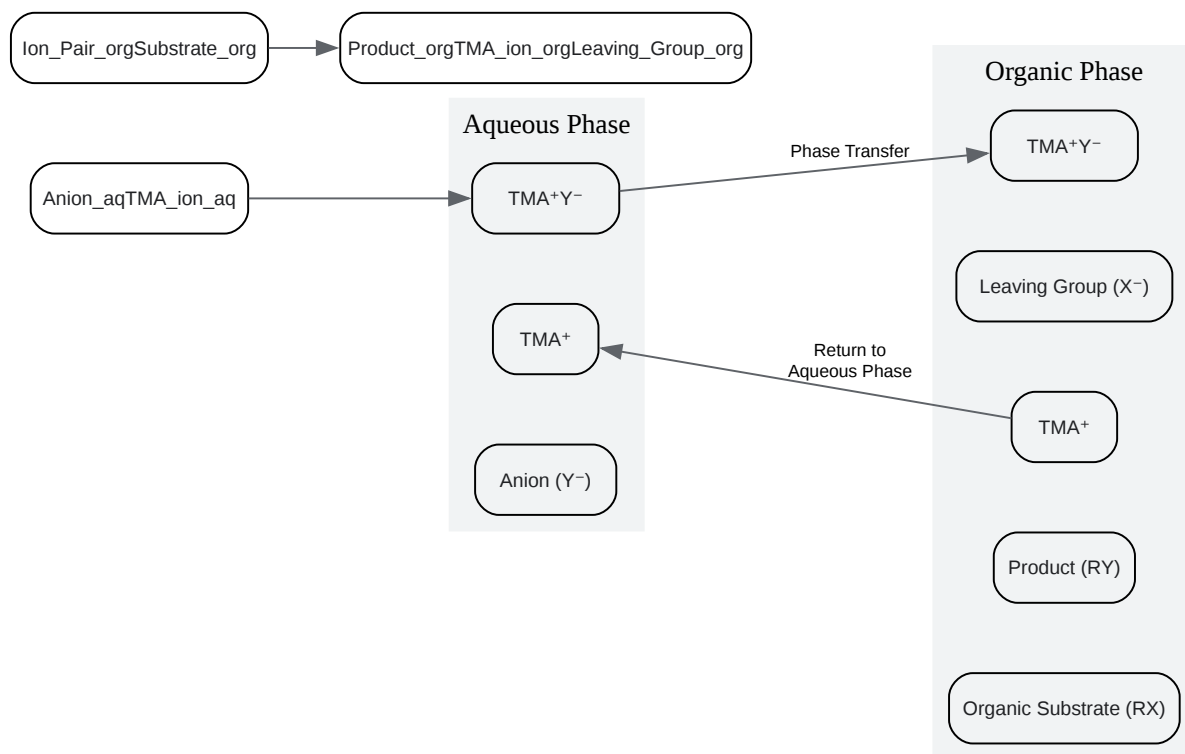 Ion_Pair_orgSubstrate_org
Product_orgTMA_ion_orgLeaving_Group_org
Organic Phase
Aqueous Phase
Phase Transfer
TMA⁺Y⁻
Anion_aqTMA_ion_aq
TMA⁺Y⁻
Leaving Group (X⁻)
TMA⁺
Return to
Aqueous Phase
TMA⁺
Anion (Y⁻)
Product (RY)
Organic Substrate (RX)